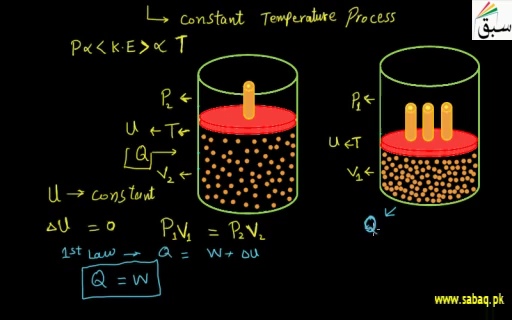 سبق
Constant Temperature Process
P ∝ < K.E > ∝ T
P₂
U ← T
Q
V₂
P₁
U ← T
V₁
Q
U → constant
ΔU = 0
P₁V₁ = P₂V₂
1st Law → Q = W + ΔU
Q = W
www.sabaq.pk